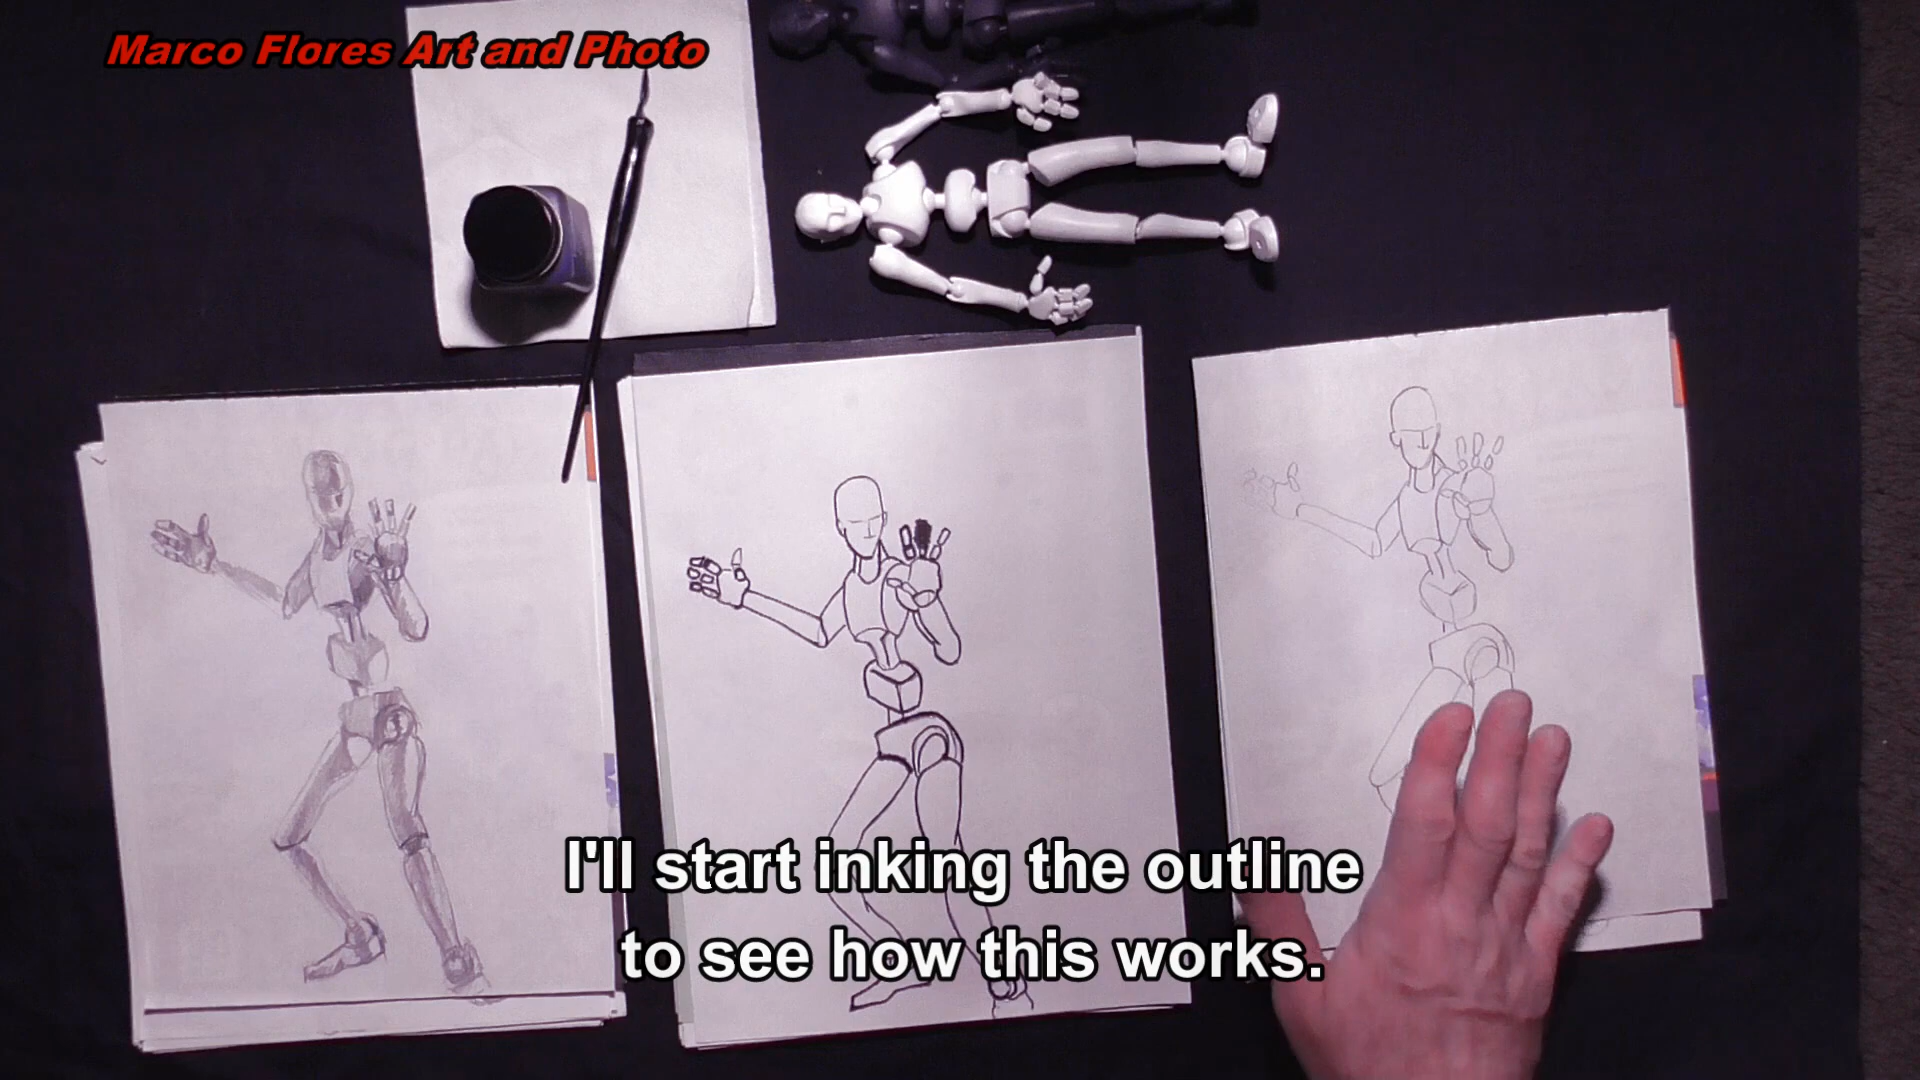 Marco Flores Art and Photo
I'll start inking the outline
to see how this works.